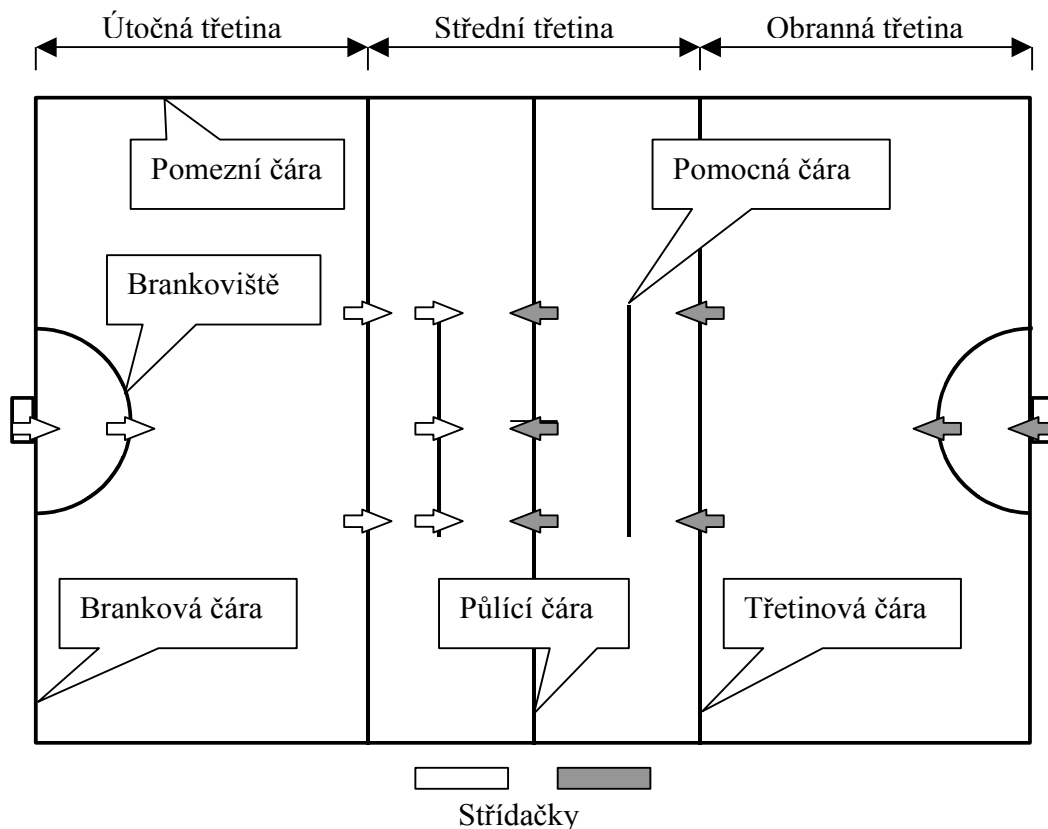 Útočná třetina
Střední třetina
Obranná třetina
Pomezní čára
Pomocná čára
Brankoviště
Branková čára
Půlící čára
Třetinová čára
Střídačky